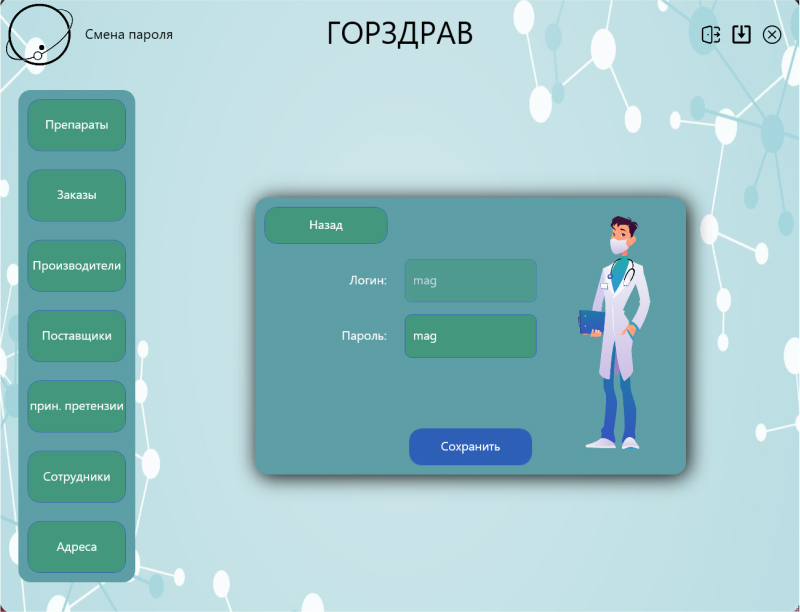 Смена пароля
ГОРЗДРАВ
Препараты
Заказы
Производители
Поставщики
прин. претензии
Сотрудники
Адреса
Назад
Логин:
mag
Пароль:
mag
Сохранить